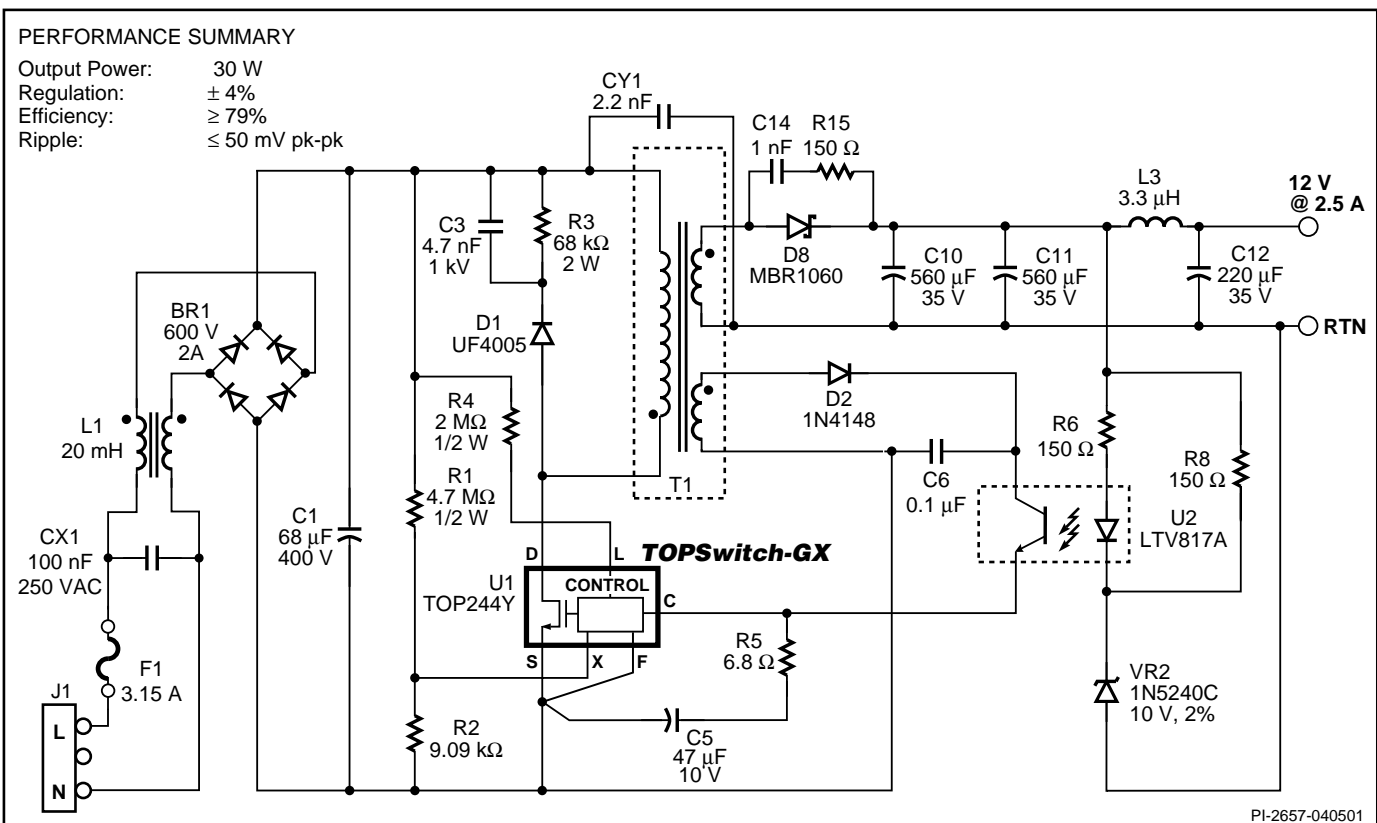 PERFORMANCE SUMMARY
Output Power: 30 W
Regulation: ± 4%
Efficiency: ≥ 79%
Ripple: ≤ 50 mV pk-pk
CY1
2.2 nF
C14
1 nF
R15
150 Ω
L3
3.3 µH
12 V
@ 2.5 A
C3
4.7 nF
1 kV
R3
68 kΩ
2 W
D8
MBR1060
C10
560 µF
35 V
C11
560 µF
35 V
C12
220 µF
35 V
RTN
BR1
600 V
2A
D1
UF4005
L1
20 mH
R4
2 MΩ
1/2 W
R1
4.7 MΩ
1/2 W
T1
D2
1N4148
C6
0.1 µF
R6
150 Ω
R8
150 Ω
U2
LTV817A
CX1
100 nF
250 VAC
C1
68 µF
400 V
D
L
TOPSwitch-GX
U1
TOP244Y
CONTROL
C
S
X
F
R5
6.8 Ω
F1
3.15 A
J1
L
N
R2
9.09 kΩ
C5
47 µF
10 V
VR2
1N5240C
10 V, 2%
PI-2657-040501